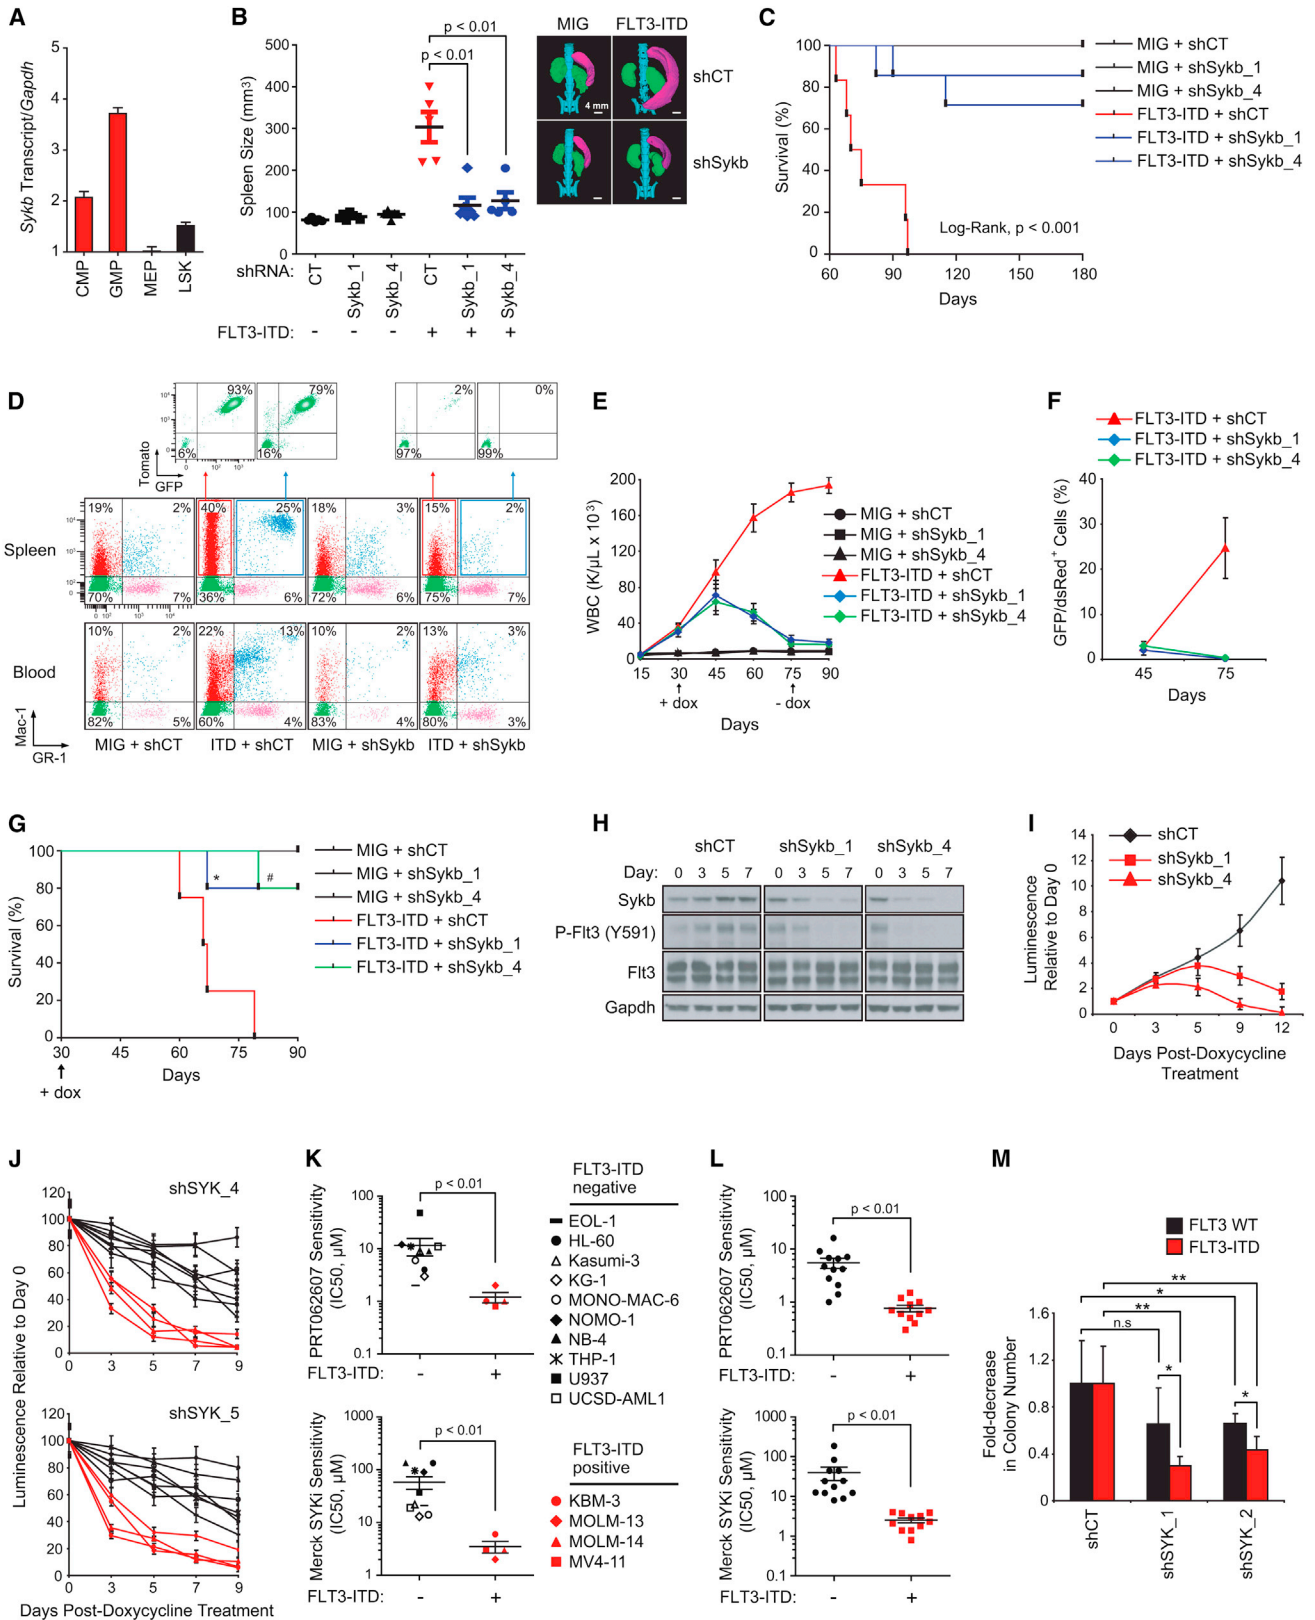 A
Sykb Transcript/Gapdh
5
4
3
2
1
CMP
GMP
MEP
LSK
B
Spleen Size (mm3)
500
400
300
200
100
0
p < 0.01
p < 0.01
shRNA:
CT
Sykb_1
Sykb_4
CT
Sykb_1
Sykb_4
FLT3-ITD: - - - + + +
MIG FLT3-ITD
shCT
4 mm
shSykb
C
Survival (%)
100
80
60
40
20
0
60 90 120 150 180
Days
Log-Rank, p < 0.001
MIG + shCT
MIG + shSykb_1
MIG + shSykb_4
FLT3-ITD + shCT
FLT3-ITD + shSykb_1
FLT3-ITD + shSykb_4
D
93% 79% 2% 0%
6% 16% 97% 99%
Tomato
GFP
Spleen
19% 2% 40% 25% 18% 3% 15% 2%
70% 7% 36% 6% 72% 6% 75% 7%
Blood
10% 2% 22% 13% 10% 2% 13% 3%
82% 5% 60% 4% 83% 4% 80% 3%
Mac-1
GR-1
MIG + shCT ITD + shCT MIG + shSykb ITD + shSykb
E
WBC (K/µL x 10³)
200
160
120
80
40
0
15 30 45 60 75 90
+ dox - dox
Days
MIG + shCT
MIG + shSykb_1
MIG + shSykb_4
FLT3-ITD + shCT
FLT3-ITD + shSykb_1
FLT3-ITD + shSykb_4
F
FLT3-ITD + shCT
FLT3-ITD + shSykb_1
FLT3-ITD + shSykb_4
GFP/dsRed⁺ Cells (%)
40
30
20
10
0
45 75
Days
G
Survival (%)
100
80
60
40
20
0
* #
30 45 60 75 90
Days
+ dox
MIG + shCT
MIG + shSykb_1
MIG + shSykb_4
FLT3-ITD + shCT
FLT3-ITD + shSykb_1
FLT3-ITD + shSykb_4
H
shCT shSykb_1 shSykb_4
Day: 0 3 5 7 0 3 5 7 0 3 5 7
Sykb
P-Flt3 (Y591)
Flt3
Gapdh
I
Luminescence
Relative to Day 0
14
12
10
8
6
4
2
0
shCT
shSykb_1
shSykb_4
0 3 5 9 12
Days Post-Doxycycline
Treatment
J
Luminescence Relative to Day 0
shSYK_4
120
100
80
60
40
20
0
0 3 5 7 9
shSYK_5
120
100
80
60
40
20
0
0 3 5 7 9
Days Post-Doxycycline Treatment
K
PRT062607 Sensitivity
(IC50, µM)
100
10
1
0.1
p < 0.01
FLT3-ITD: - +
Merck SYKi Sensitivity
(IC50, µM)
1000
100
10
1
p < 0.01
FLT3-ITD: - +
FLT3-ITD
negative
EOL-1
HL-60
Kasumi-3
KG-1
MONO-MAC-6
NOMO-1
NB-4
THP-1
U937
UCSD-AML1
FLT3-ITD
positive
KBM-3
MOLM-13
MOLM-14
MV4-11
L
PRT062607 Sensitivity
(IC50, µM)
100
10
1
0.1
p < 0.01
FLT3-ITD: - +
Merck SYKi Sensitivity
(IC50, µM)
1000
100
10
1
0.1
p < 0.01
FLT3-ITD: - +
M
FLT3 WT
FLT3-ITD
Fold-decrease
in Colony Number
1.6
1.2
0.8
0.4
0
**
*
**
n.s
*
*
shCT
shSYK_1
shSYK_2